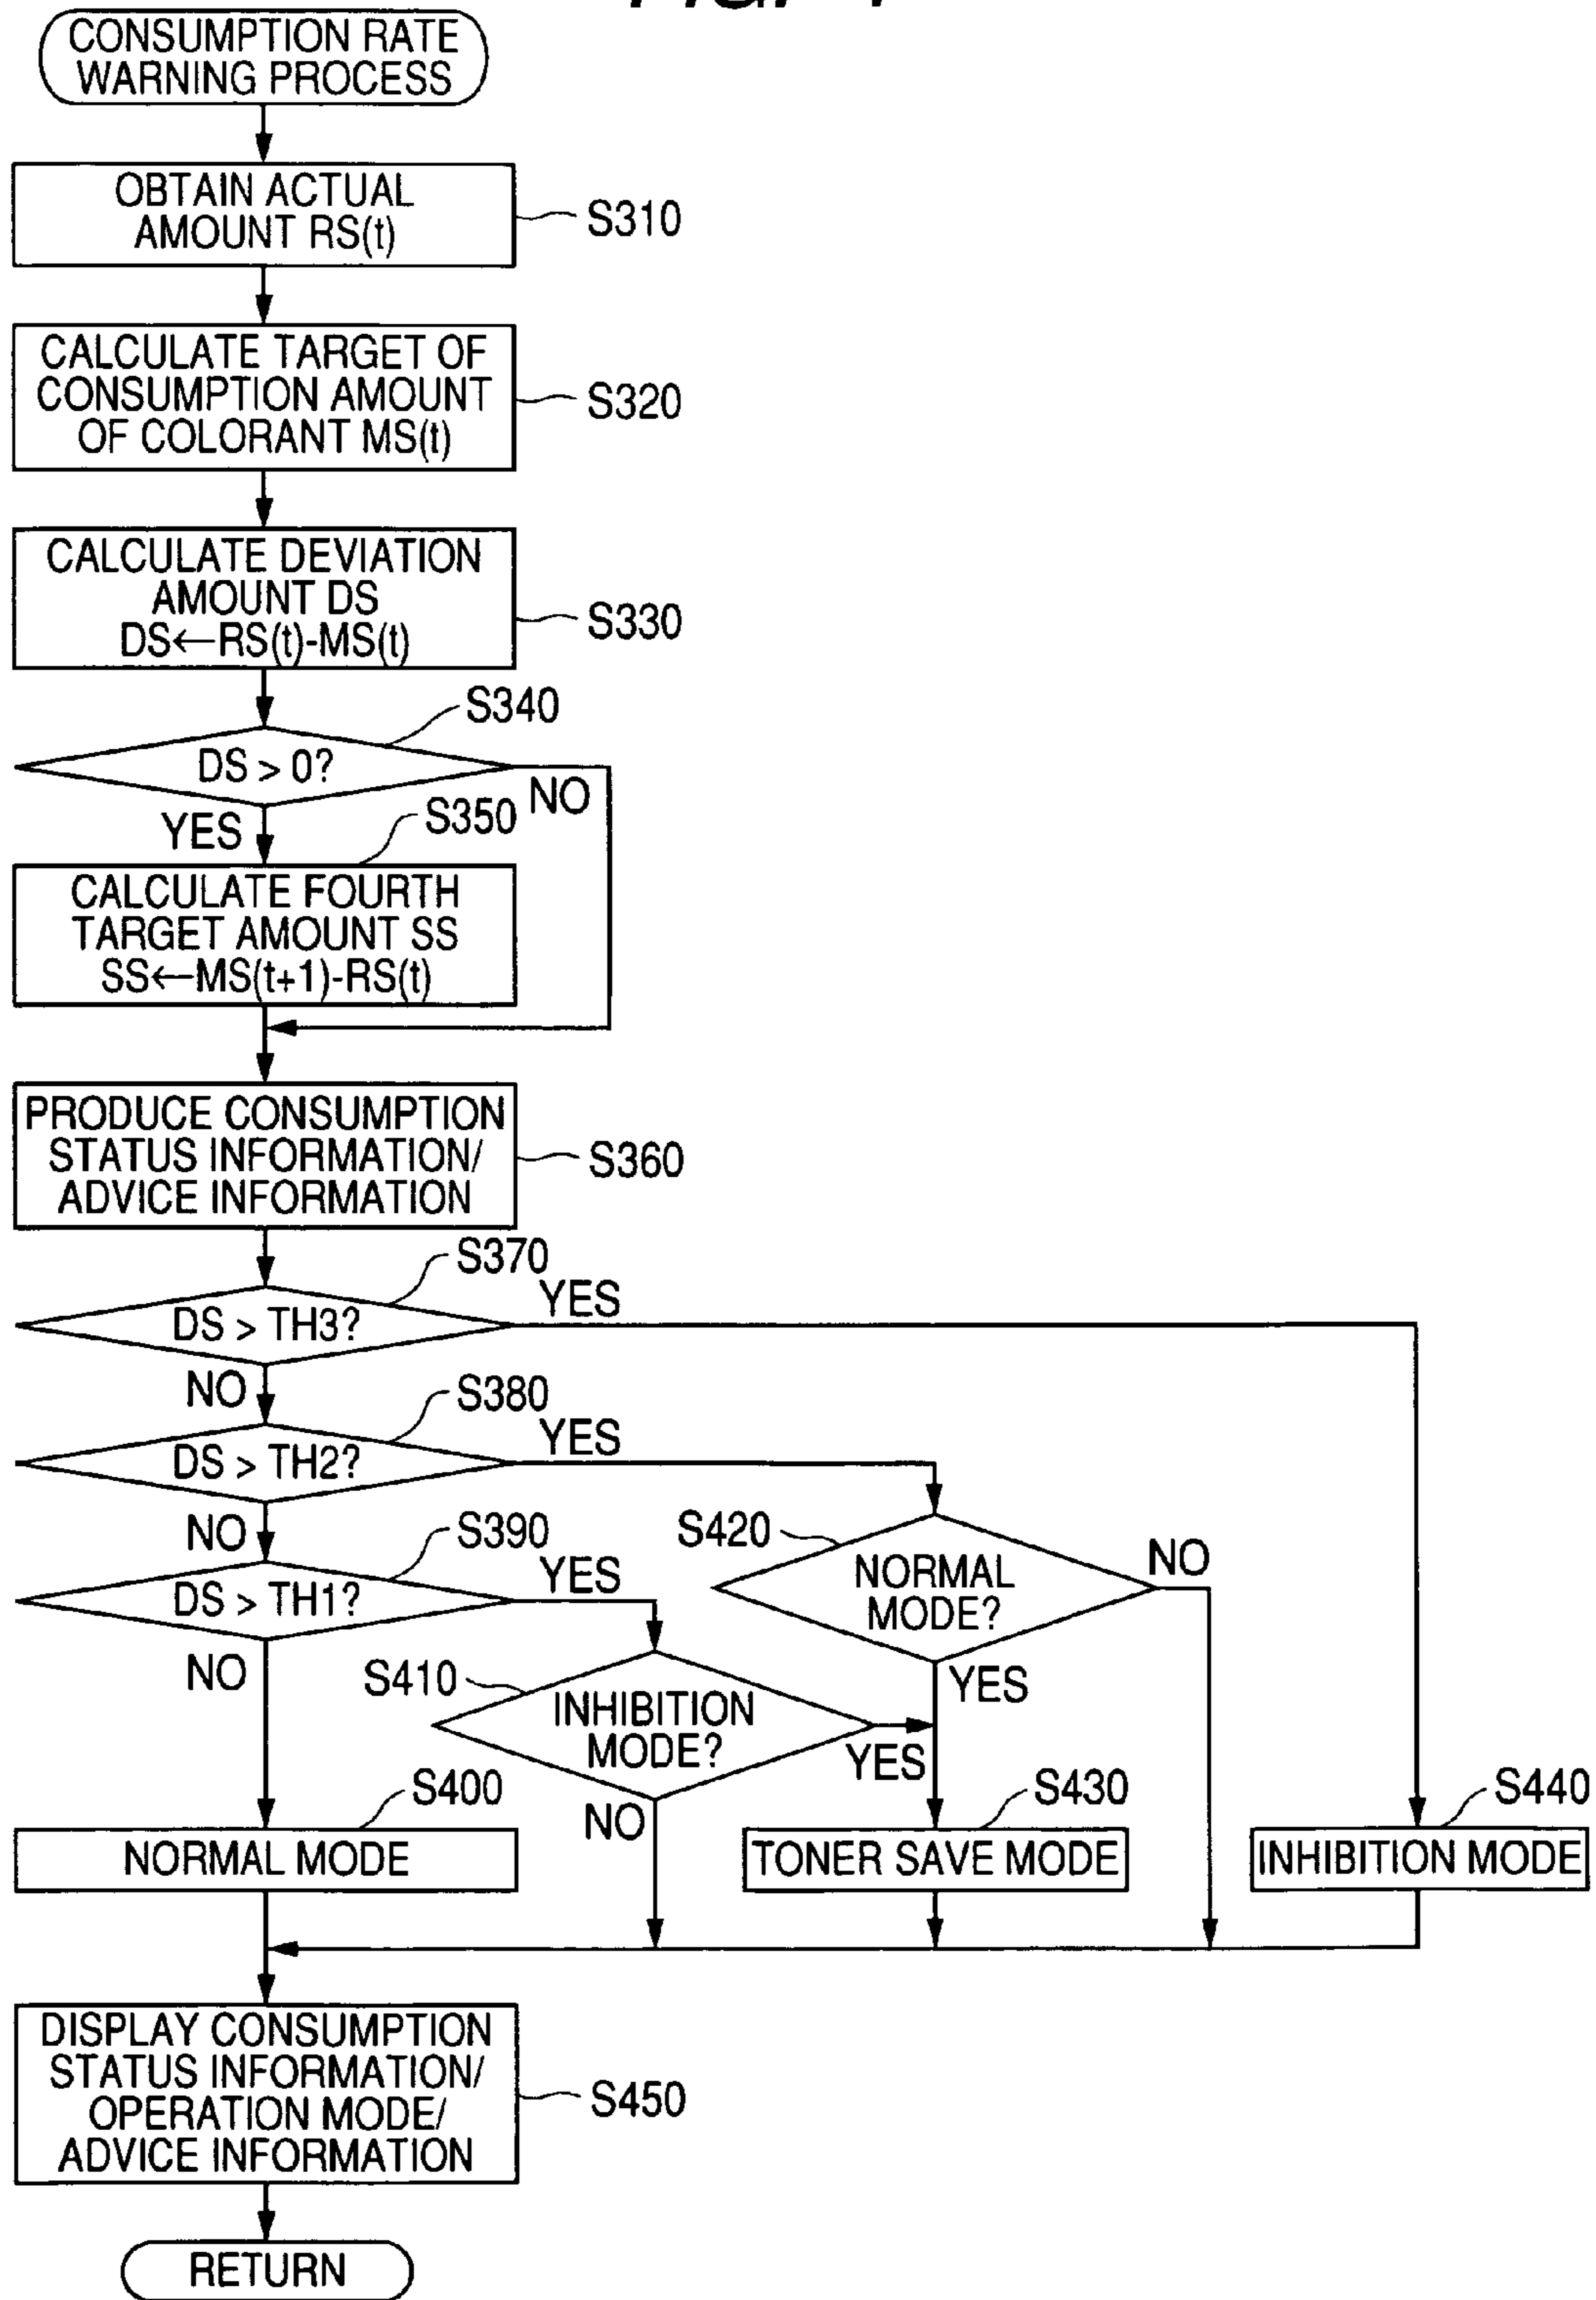 CONSUMPTION RATE
WARNING PROCESS
OBTAIN ACTUAL
AMOUNT RS(t)
S310
CALCULATE TARGET OF
CONSUMPTION AMOUNT
OF COLORANT MS(t)
S320
CALCULATE DEVIATION
AMOUNT DS
DS←RS(t)-MS(t)
S330
S340
DS > 0?
NO
YES
S350
CALCULATE FOURTH
TARGET AMOUNT SS
SS←MS(t+1)-RS(t)
PRODUCE CONSUMPTION
STATUS INFORMATION/
ADVICE INFORMATION
S360
S370
DS > TH3?
YES
NO
S380
DS > TH2?
YES
NO
S390
DS > TH1?
YES
NO
S420
NORMAL
MODE?
NO
YES
S410
INHIBITION
MODE?
YES
NO
S400
NORMAL MODE
S430
TONER SAVE MODE
S440
INHIBITION MODE
DISPLAY CONSUMPTION
STATUS INFORMATION/
OPERATION MODE/
ADVICE INFORMATION
S450
RETURN